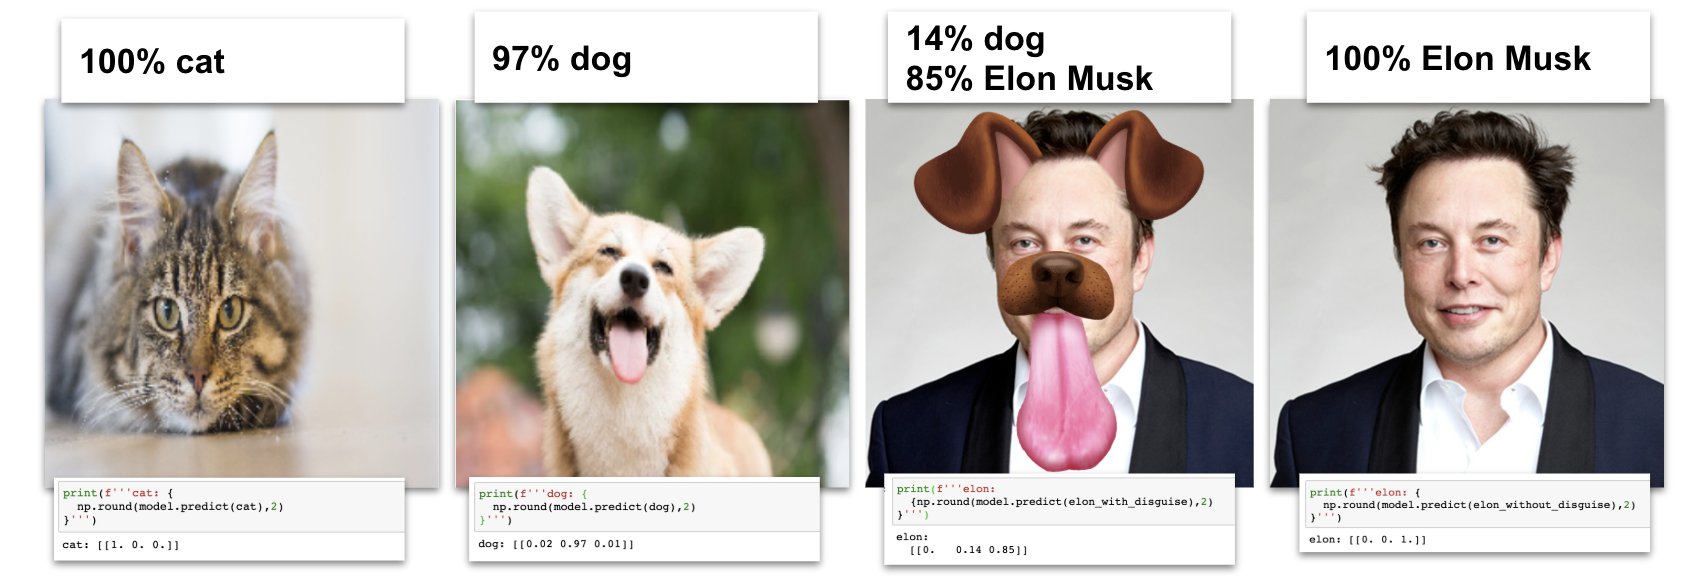 100% cat
97% dog
14% dog
85% Elon Musk
100% Elon Musk
print(f'''cat: {
np.round(model.predict(cat),2)
}''')
cat: [[1. 0. 0.]]
print(f'''dog: {
np.round(model.predict(dog),2)
}''')
dog: [[0.02 0.97 0.01]]
print(f'''elon:
{np.round(model.predict(elon_with_disguise),2)
}''')
elon:
[[0.   0.14 0.85]]
print(f'''elon: {
np.round(model.predict(elon_without_disguise),2)
}''')
elon: [[0. 0. 1.]]